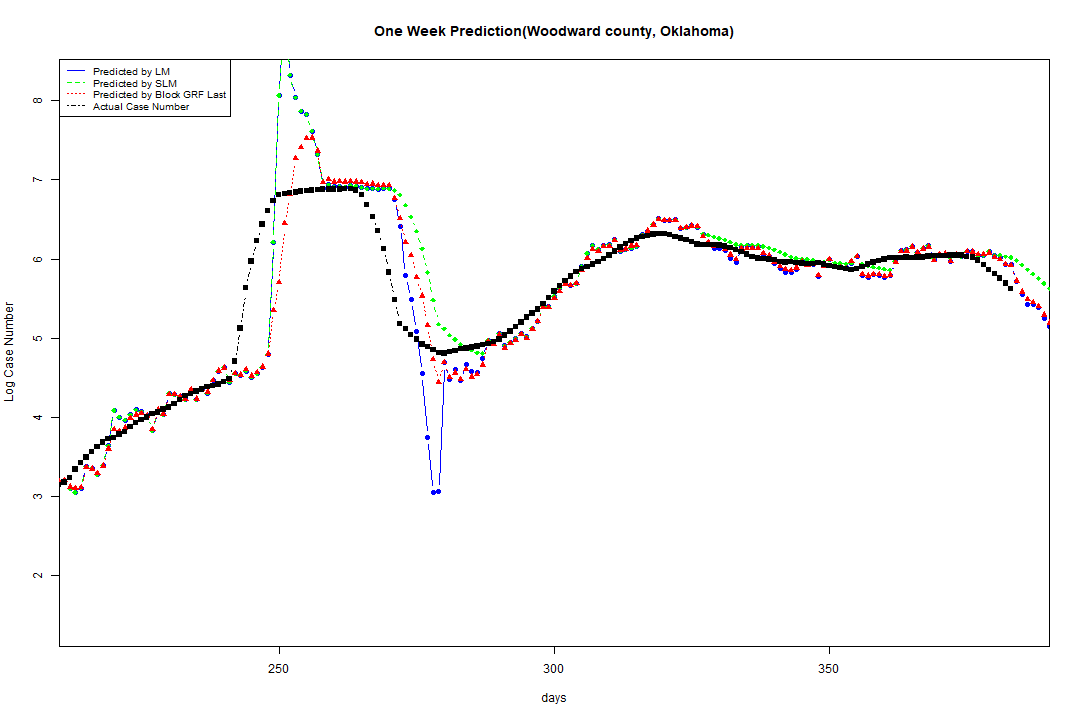 One Week Prediction(Woodward county, Oklahoma)
Predicted by LM
Predicted by SLM
Predicted by Block GRF Last
Actual Case Number
8
7
6
5
4
3
2
Log Case Number
250
300
350
days